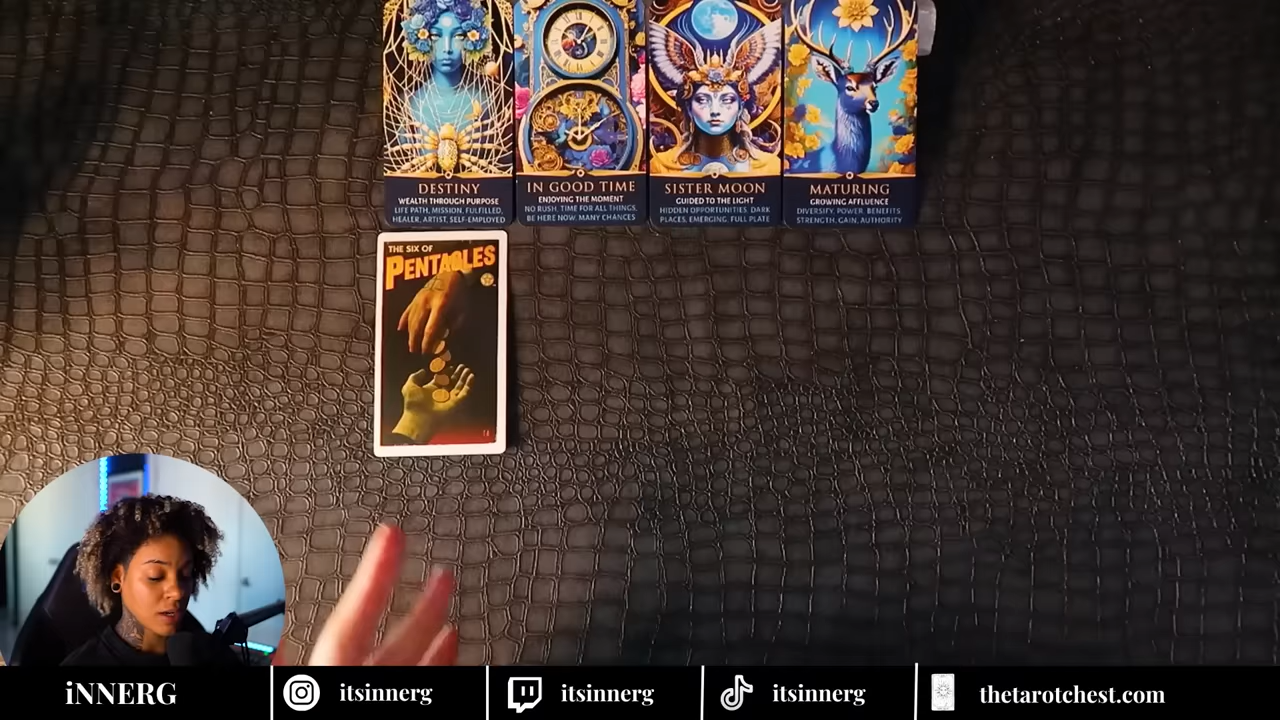 DESTINY
WEALTH THROUGH PURPOSE
LIFE PATH, MISSION, FULFILLED,
HEALER, ARTIST, SELF-EMPLOYED
IN GOOD TIME
ENJOYING THE MOMENT
NO RUSH, TIME FOR ALL THINGS,
BE HERE NOW, MANY CHANCES
SISTER MOON
GUIDED TO THE LIGHT
HIDDEN OPPORTUNITIES, DARK
PLACES, EMERGING, FULL PLATE
MATURING
GROWING AFFLUENCE
DIVERSIFY, POWER, BENEFITS
STRENGTH, GAIN, AUTHORITY
THE SIX OF
PENTACLES
iNNERG
itsinnerg
itsinnerg
itsinnerg
thetarotchest.com